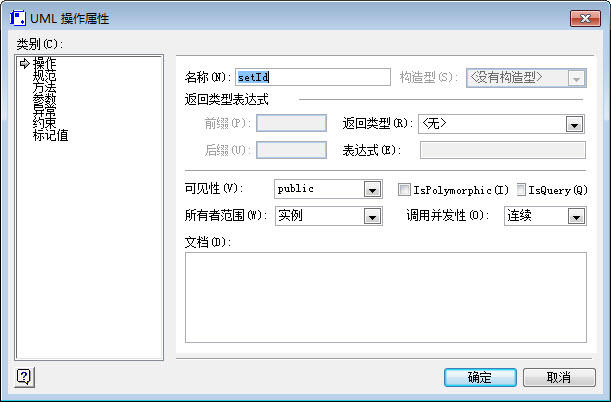 UML 操作属性
类别(C):
操作
规范
方法
参数
异常
约束
标记值
名称(N): setId 构造型(S): <没有构造型>
返回类型表达式
前缀(P): 返回类型(R): <无>
后缀(U): 表达式(E):
可见性(V): public IsPolymorphic(I) IsQuery(Q)
所有者范围(W): 实例 调用并发性(O): 连续
文档(D):
? 确定 取消